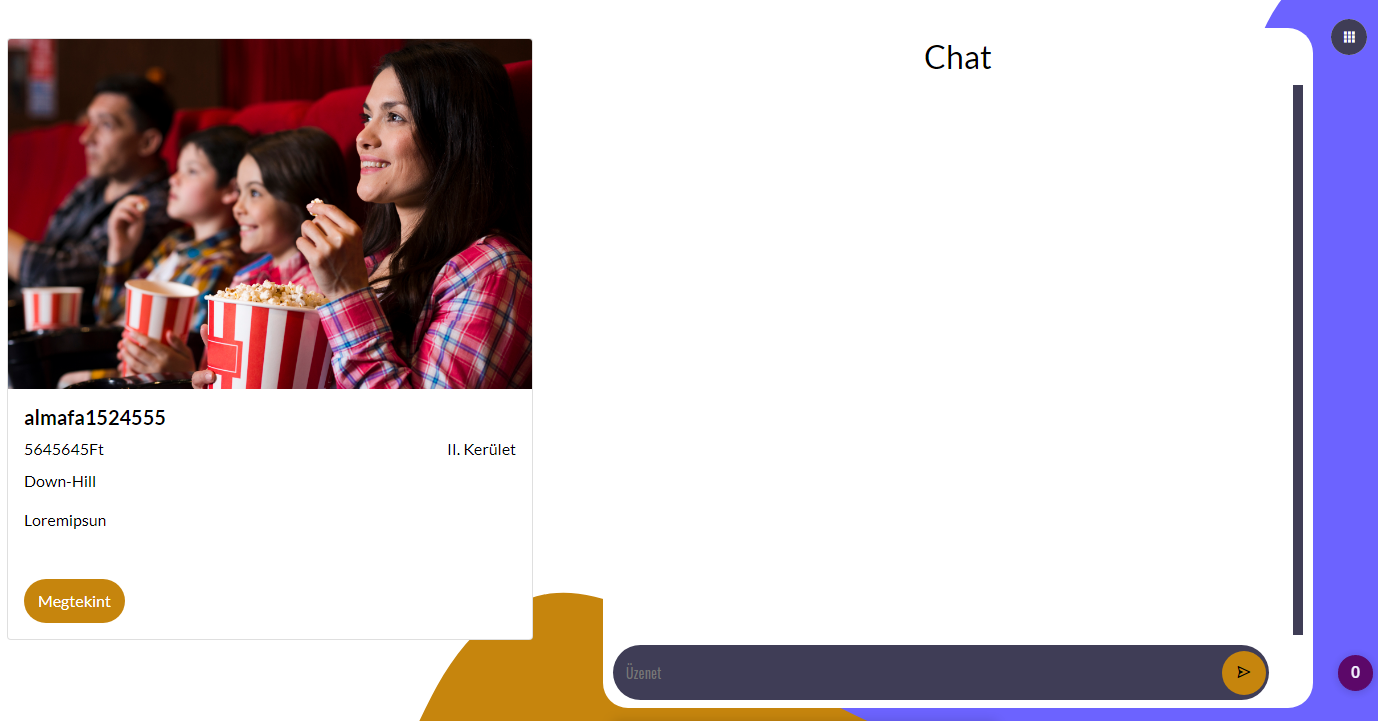 Chat
almafa1524555
5645645Ft
II. Kerület
Down-Hill
Loremipsun
Megtekint
Üzenet
0